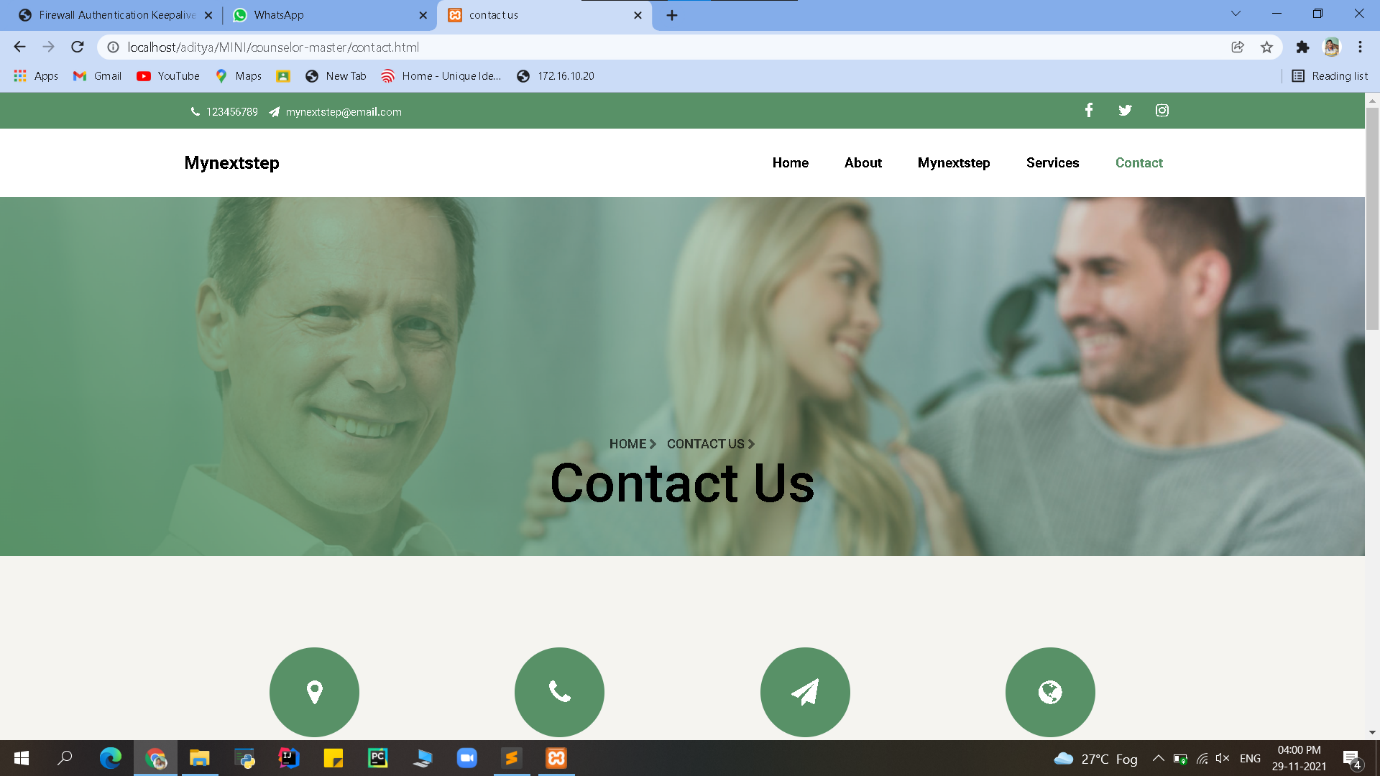 Firewall Authentication Keepalive
WhatsApp
contact us
localhost/aditya/MINI/counselor-master/contact.html
Apps Gmail YouTube Maps New Tab Home - Unique Ide... 172.16.10.20 Reading list
123456789 mynextstep@email.com
Mynextstep Home About Mynextstep Services Contact
HOME CONTACT US
Contact Us
27°C Fog ENG 04:00 PM
29-11-2021 4